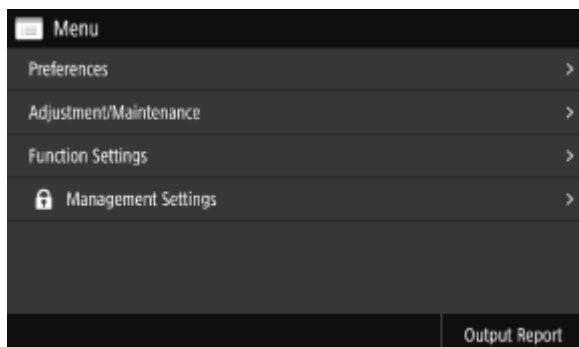 Menu
Preferences
Adjustment/Maintenance
Function Settings
Management Settings
Output Report